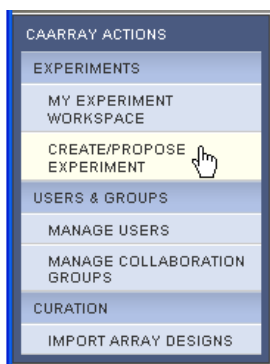 CAARRAY ACTIONS
EXPERIMENTS
MY EXPERIMENT
WORKSPACE
CREATE/PROPOSE
EXPERIMENT
USERS & GROUPS
MANAGE USERS
MANAGE COLLABORATION
GROUPS
CURATION
IMPORT ARRAY DESIGNS